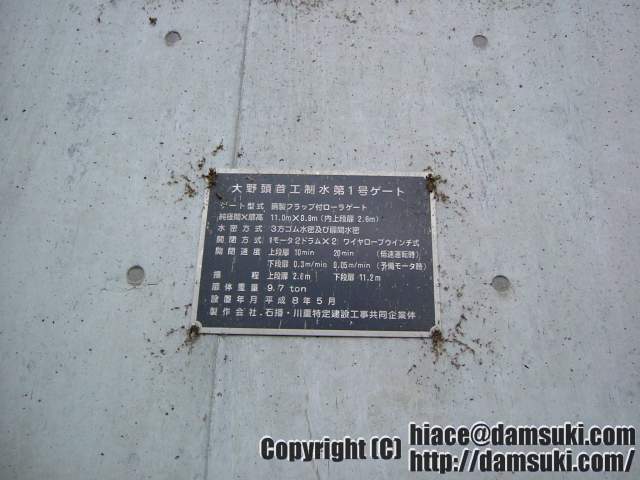 大野頭首工制水第1号ゲート
ゲート型式 鋼製フラップ付ローラゲート
純径間×扉高 11.0m×0.9m (内上段扉 2.6m)
水密方式 3方ゴム水密及び扉間水密
開閉方式 1モータ2ドラム×2 ワイヤロープウインチ式
開閉速度 上段扉 10min 20min (低速運転時)
下段扉 0.3m/min 0.05m/min (予備モータ時)
揚程 上段扉 2.6m 下段扉 11.2m
扉体重量 9.7 ton
設置年月 平成8年5月
製作会社 石播・川重特定建設工事共同企業体
Copyright (C) hiace@damsuki.com
http://damsuki.com/